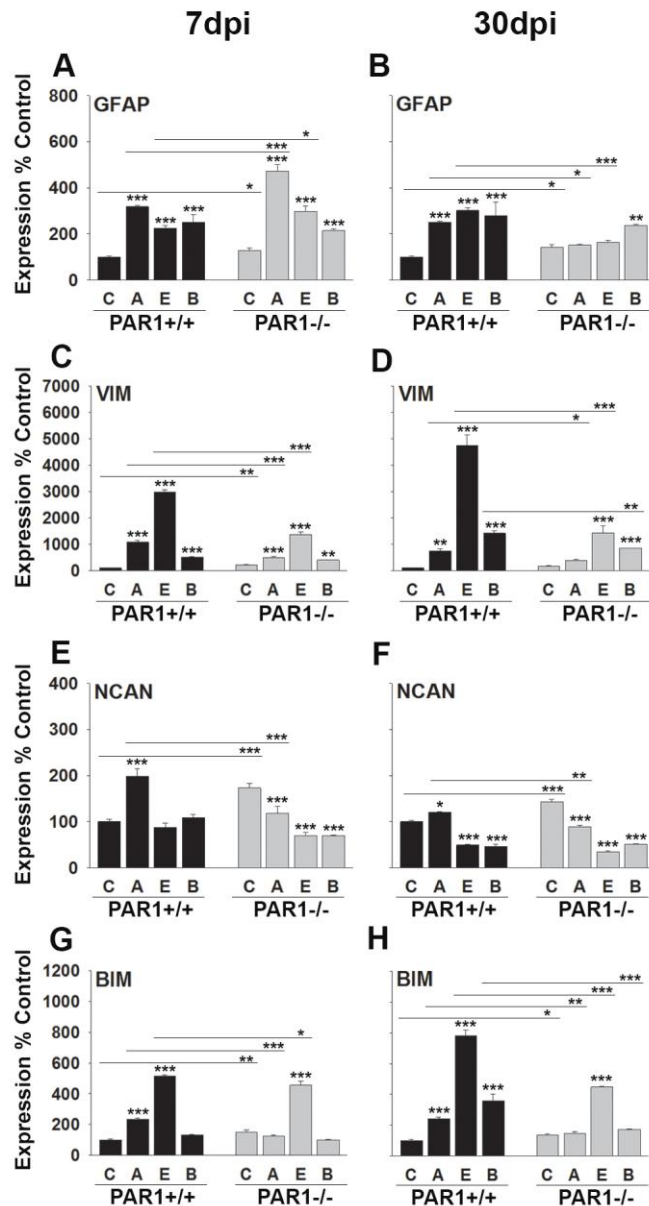 7dpi 30dpi
A B
Expression % Control
800
600
400
200
0
GFAP
*
***
*
***
***
***
***
***
***
***
C A E B C A E B
PAR1+/+ PAR1-/-
GFAP
***
*
*
***
***
***
**
C A E B C A E B
PAR1+/+ PAR1-/-
C D
Expression % Control
7000
6000
5000
4000
3000
2000
1000
0
VIM
***
***
**
***
***
***
***
***
**
C A E B C A E B
PAR1+/+ PAR1-/-
VIM
***
*
**
**
***
***
***
***
C A E B C A E B
PAR1+/+ PAR1-/-
E F
Expression % Control
400
300
200
100
0
NCAN
***
***
***
***
***
***
C A E B C A E B
PAR1+/+ PAR1-/-
NCAN
**
***
*
***
***
***
***
***
C A E B C A E B
PAR1+/+ PAR1-/-
G H
Expression % Control
1200
1000
800
600
400
200
0
BIM
*
***
**
***
***
***
C A E B C A E B
PAR1+/+ PAR1-/-
BIM
***
***
**
*
***
***
***
***
C A E B C A E B
PAR1+/+ PAR1-/-